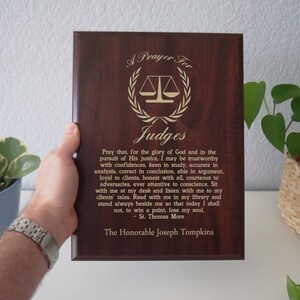 A Prayer For
Judges
Pray that, for the glory of God and in the
pursuit of His justice, I may be trustworthy
with confidences, keen in study, accurate in
analysis, correct in conclusion, able in argument,
loyal to clients, honest with all, courteous to
adversaries, ever attentive to conscience. Sit
with me at my desk and listen with me to my
clients' tales. Read with me in my library and
stand always beside me so that today I shall
not, to win a point, lose my soul.
- St. Thomas More
The Honorable Joseph Tompkins